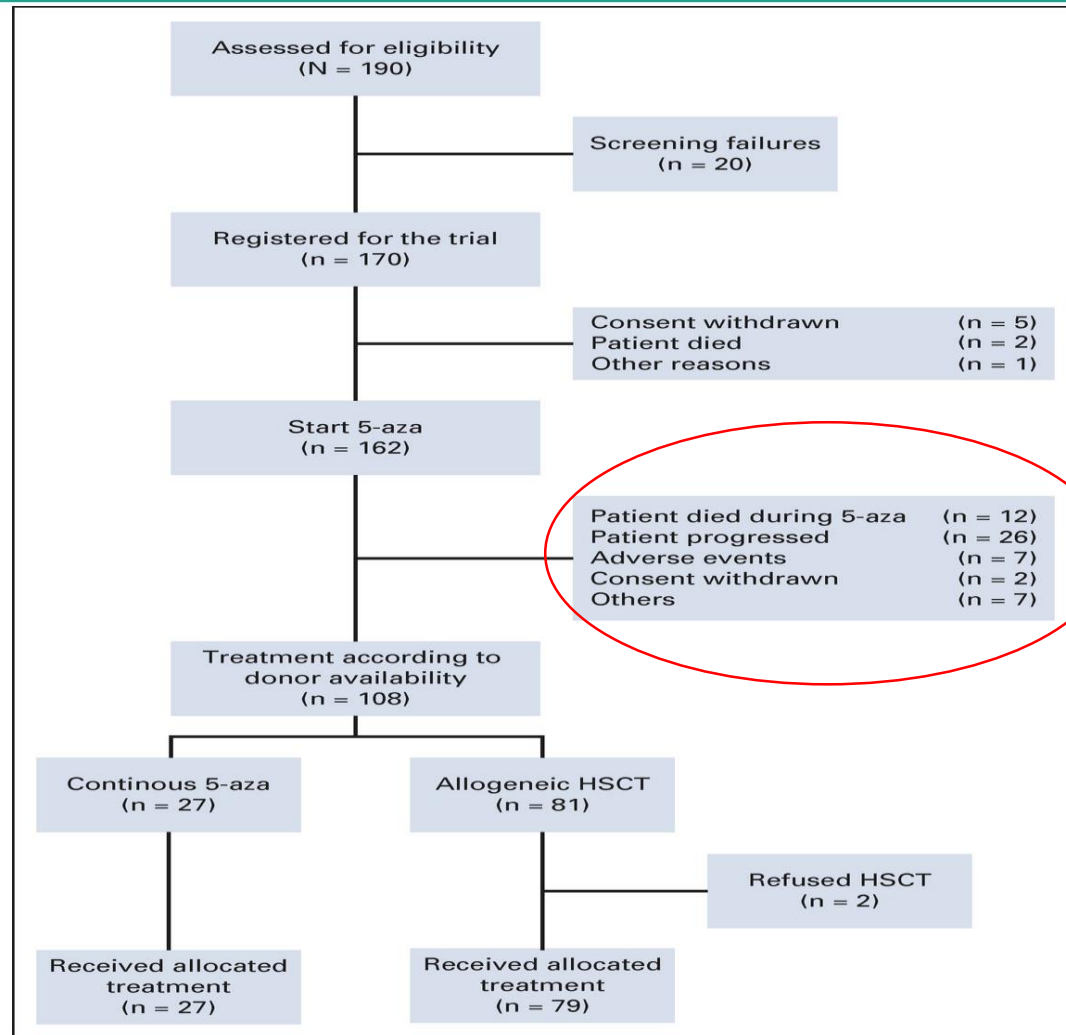 Assessed for eligibility
(N = 190)
Screening failures
(n = 20)
Registered for the trial
(n = 170)
Consent withdrawn (n = 5)
Patient died (n = 2)
Other reasons (n = 1)
Start 5-aza
(n = 162)
Patient died during 5-aza (n = 12)
Patient progressed (n = 26)
Adverse events (n = 7)
Consent withdrawn (n = 2)
Others (n = 7)
Treatment according to
donor availability
(n = 108)
Continous 5-aza
(n = 27)
Allogeneic HSCT
(n = 81)
Refused HSCT
(n = 2)
Received allocated
treatment
(n = 27)
Received allocated
treatment
(n = 79)